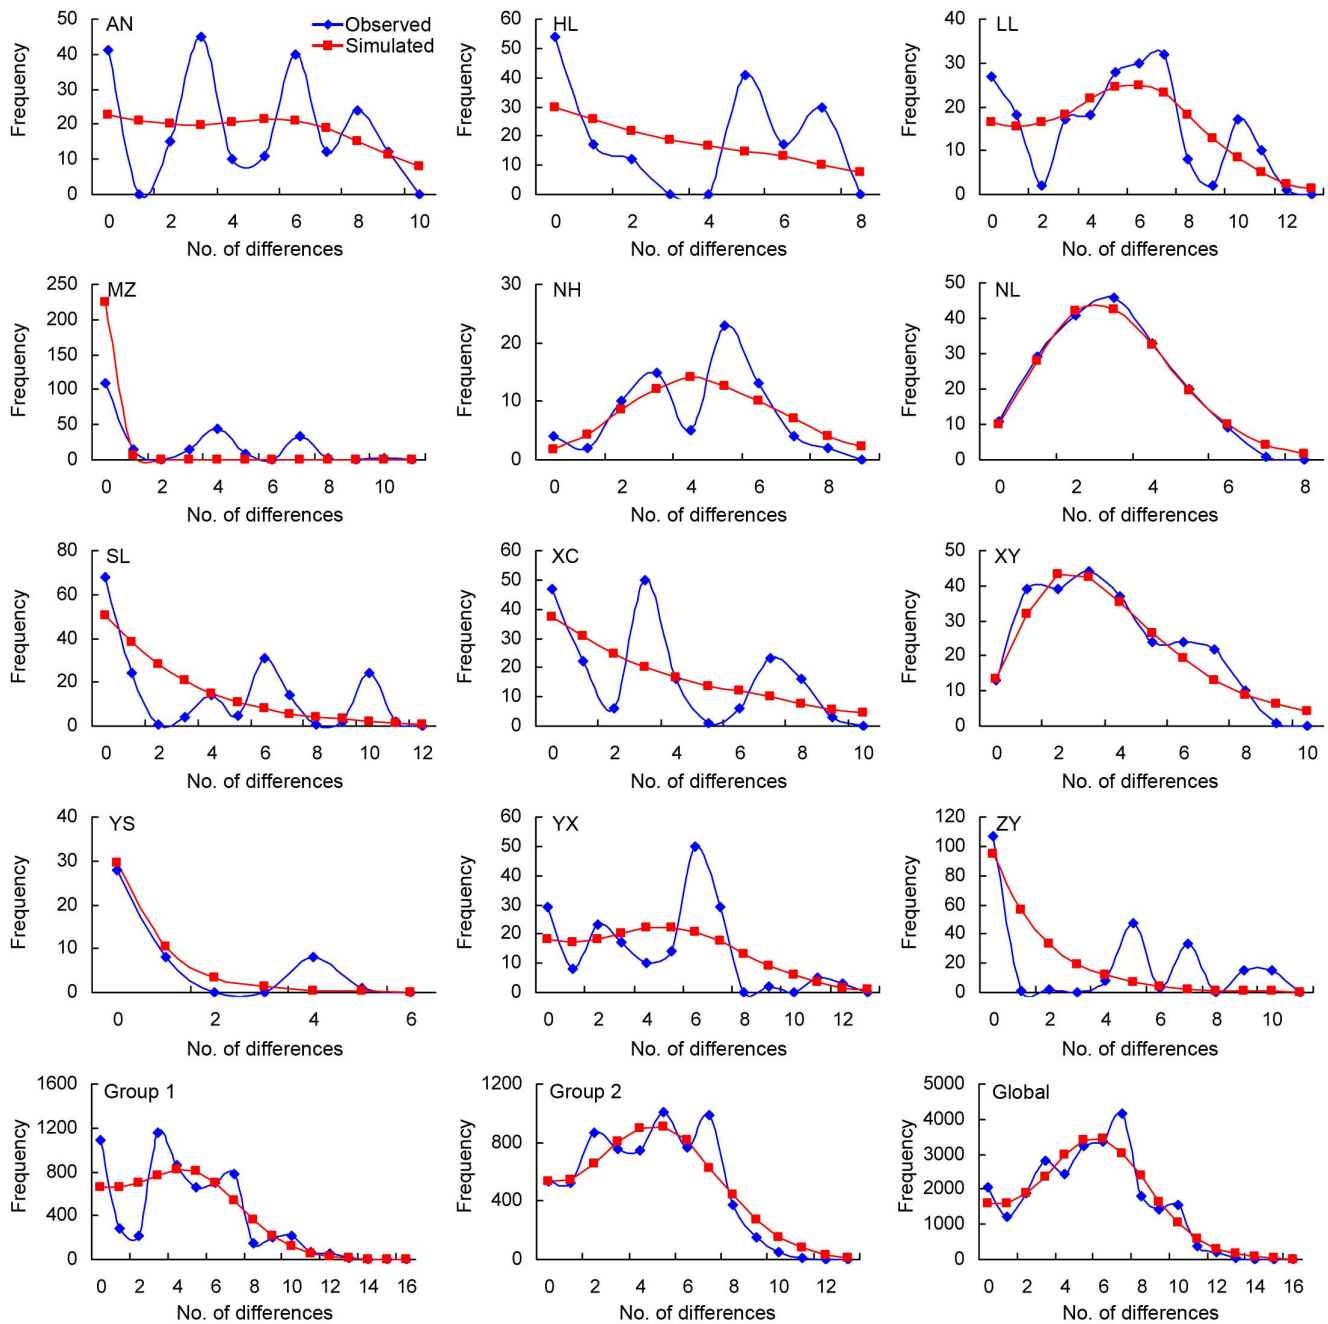 AN
Observed
Simulated
Frequency
50
40
30
20
10
0
0 2 4 6 8 10
No. of differences
HL
Frequency
60
50
40
30
20
10
0
0 2 4 6 8
No. of differences
LL
Frequency
40
30
20
10
0
0 2 4 6 8 10 12
No. of differences
MZ
Frequency
250
200
150
100
50
0
0 2 4 6 8 10
No. of differences
NH
Frequency
30
20
10
0
0 2 4 6 8
No. of differences
NL
Frequency
50
40
30
20
10
0
0 2 4 6 8
No. of differences
SL
Frequency
80
60
40
20
0
0 2 4 6 8 10 12
No. of differences
XC
Frequency
60
50
40
30
20
10
0
0 2 4 6 8 10
No. of differences
XY
Frequency
50
40
30
20
10
0
0 2 4 6 8 10
No. of differences
YS
Frequency
40
30
20
10
0
0 2 4 6
No. of differences
YX
Frequency
60
50
40
30
20
10
0
0 2 4 6 8 10 12
No. of differences
ZY
Frequency
120
100
80
60
40
20
0
0 2 4 6 8 10
No. of differences
Group 1
Frequency
1600
1200
800
400
0
0 2 4 6 8 10 12 14 16
No. of differences
Group 2
Frequency
1200
800
400
0
0 2 4 6 8 10 12
No. of differences
Global
Frequency
5000
4000
3000
2000
1000
0
0 2 4 6 8 10 12 14 16
No. of differences